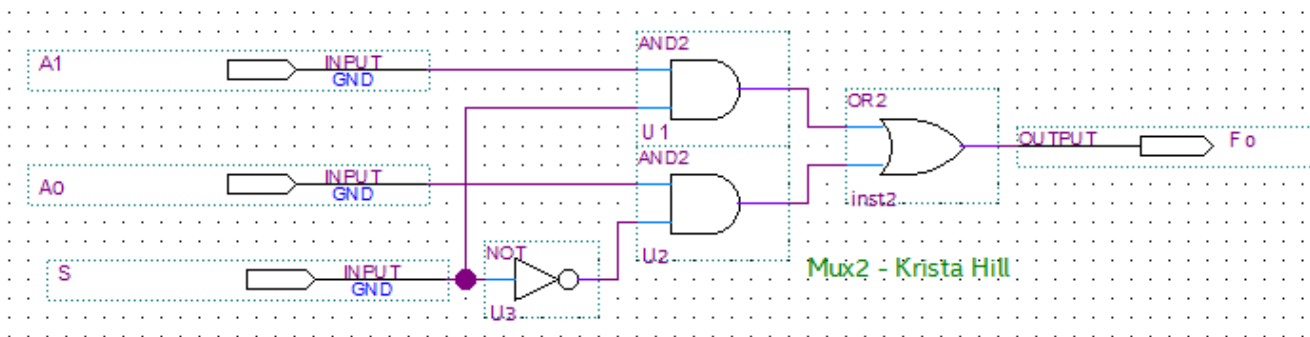 AND2
A1
INPUT
GND
U1
OR2
AND2
OUTPUT
Fo
A0
INPUT
GND
inst2
U2
NOT
S
INPUT
GND
U3
Mux2 - Krista Hill